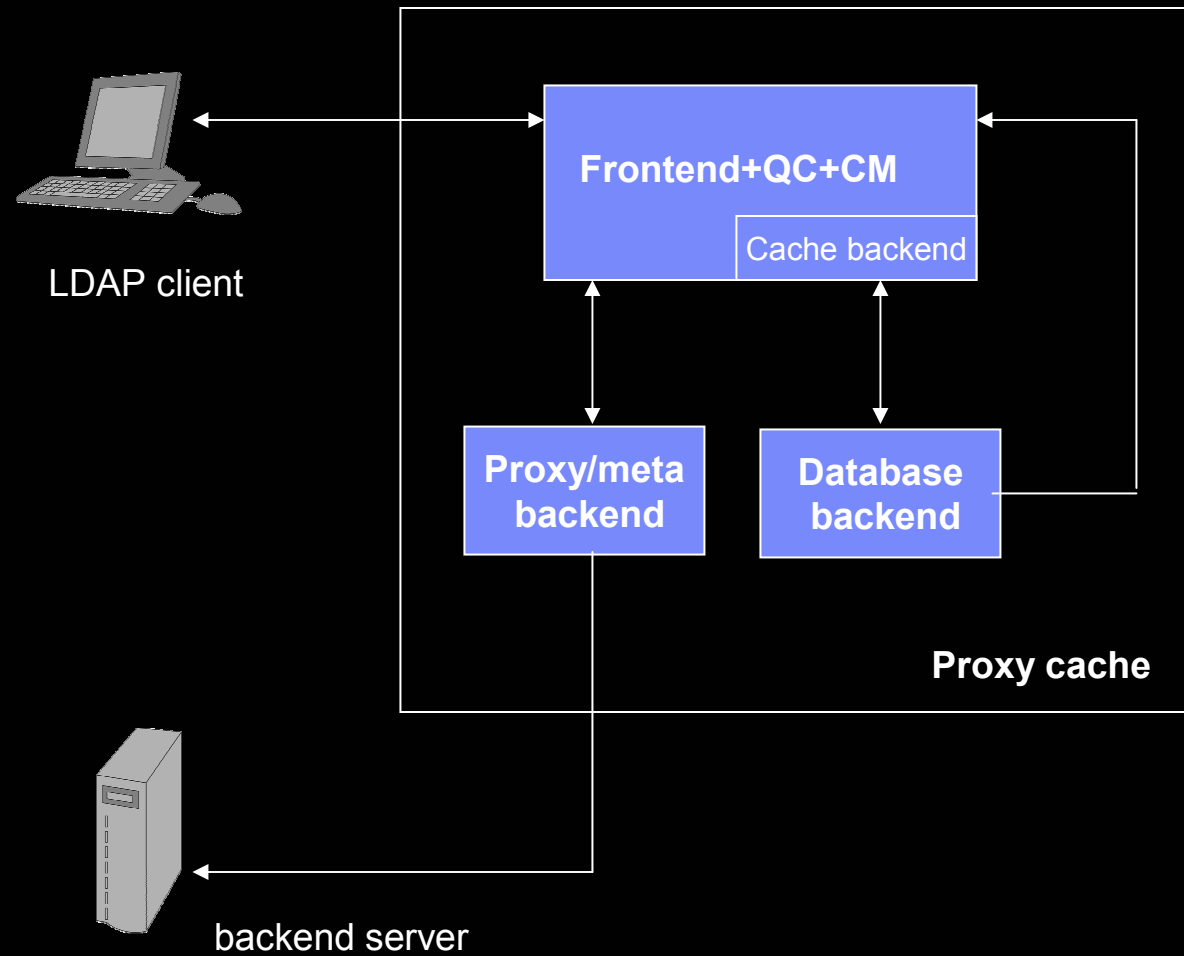 Frontend+QC+CM
Cache backend
LDAP client
Proxy/meta
backend
Database
backend
Proxy cache
backend server